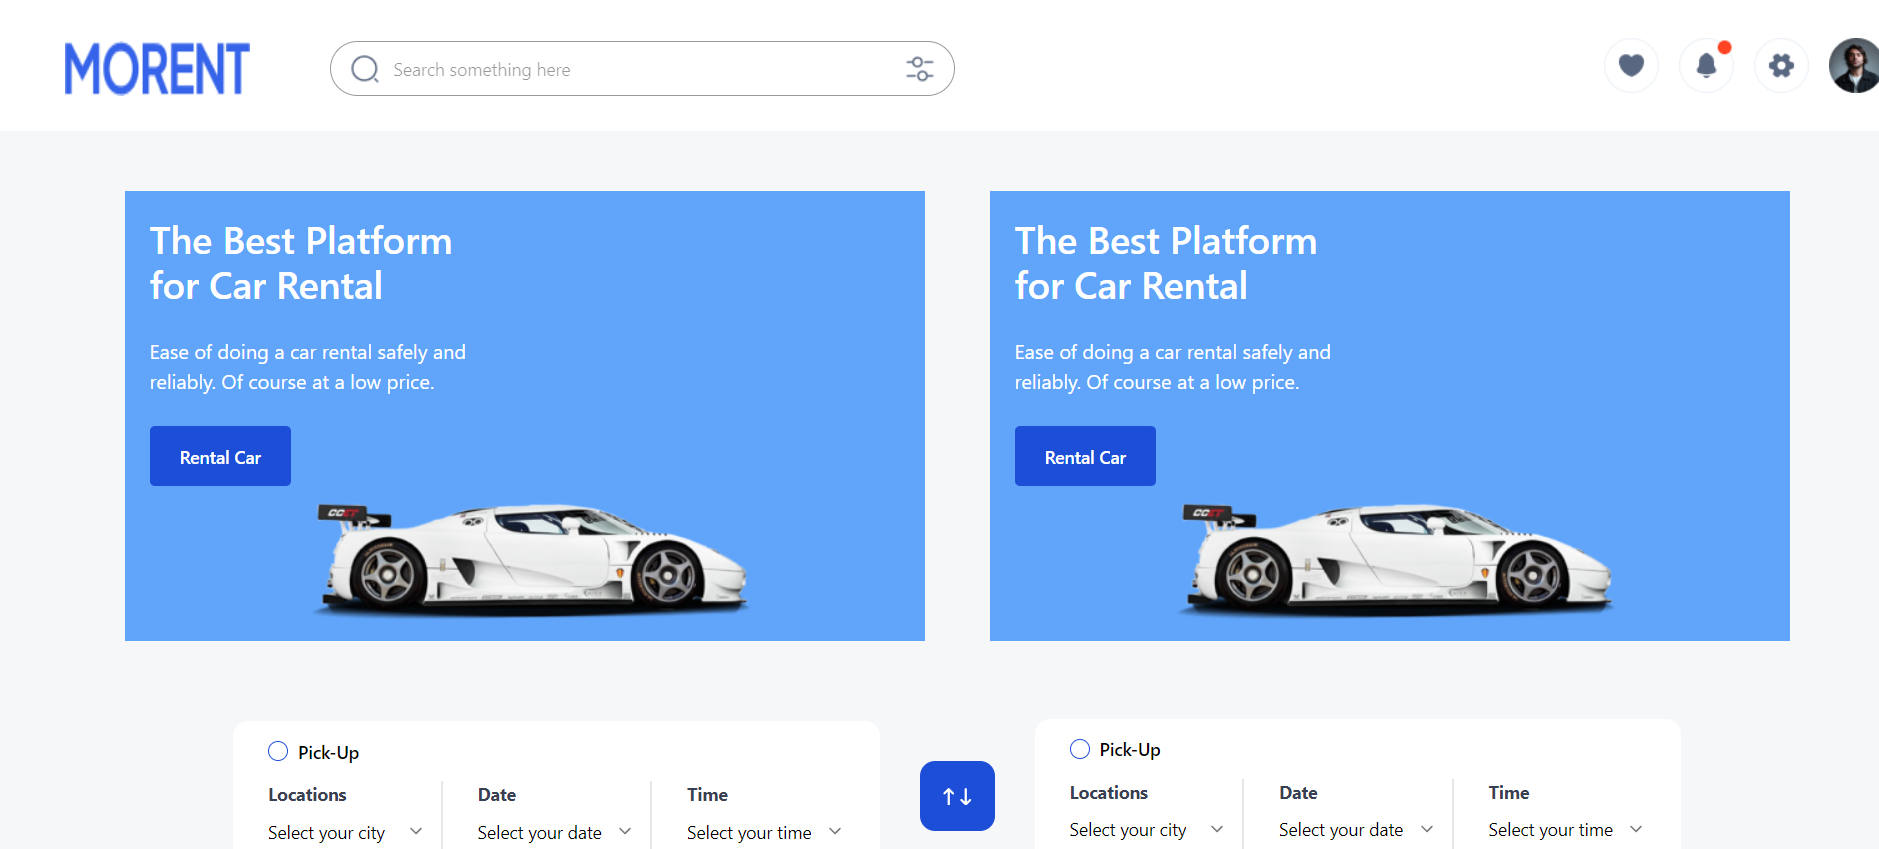 MORENT
Search something here
The Best Platform
for Car Rental
Ease of doing a car rental safely and
reliably. Of course at a low price.
Rental Car
CCGT
The Best Platform
for Car Rental
Ease of doing a car rental safely and
reliably. Of course at a low price.
Rental Car
CCGT
Pick-Up
Locations
Date
Time
Select your city
Select your date
Select your time
Pick-Up
Locations
Date
Time
Select your city
Select your date
Select your time